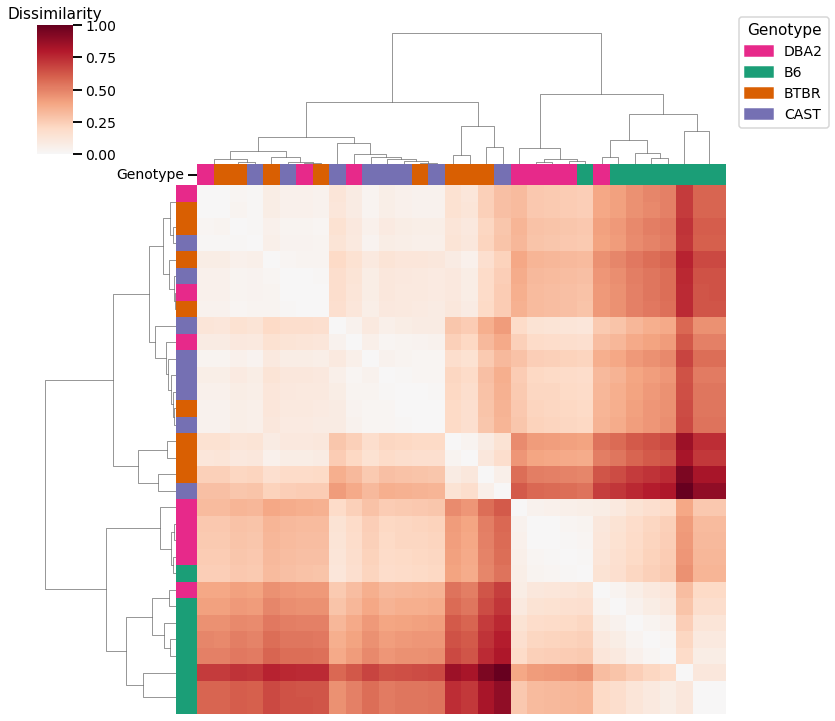 Dissimilarity
1.00
0.75
0.50
0.25
0.00
Genotype
Genotype
DBA2
B6
BTBR
CAST